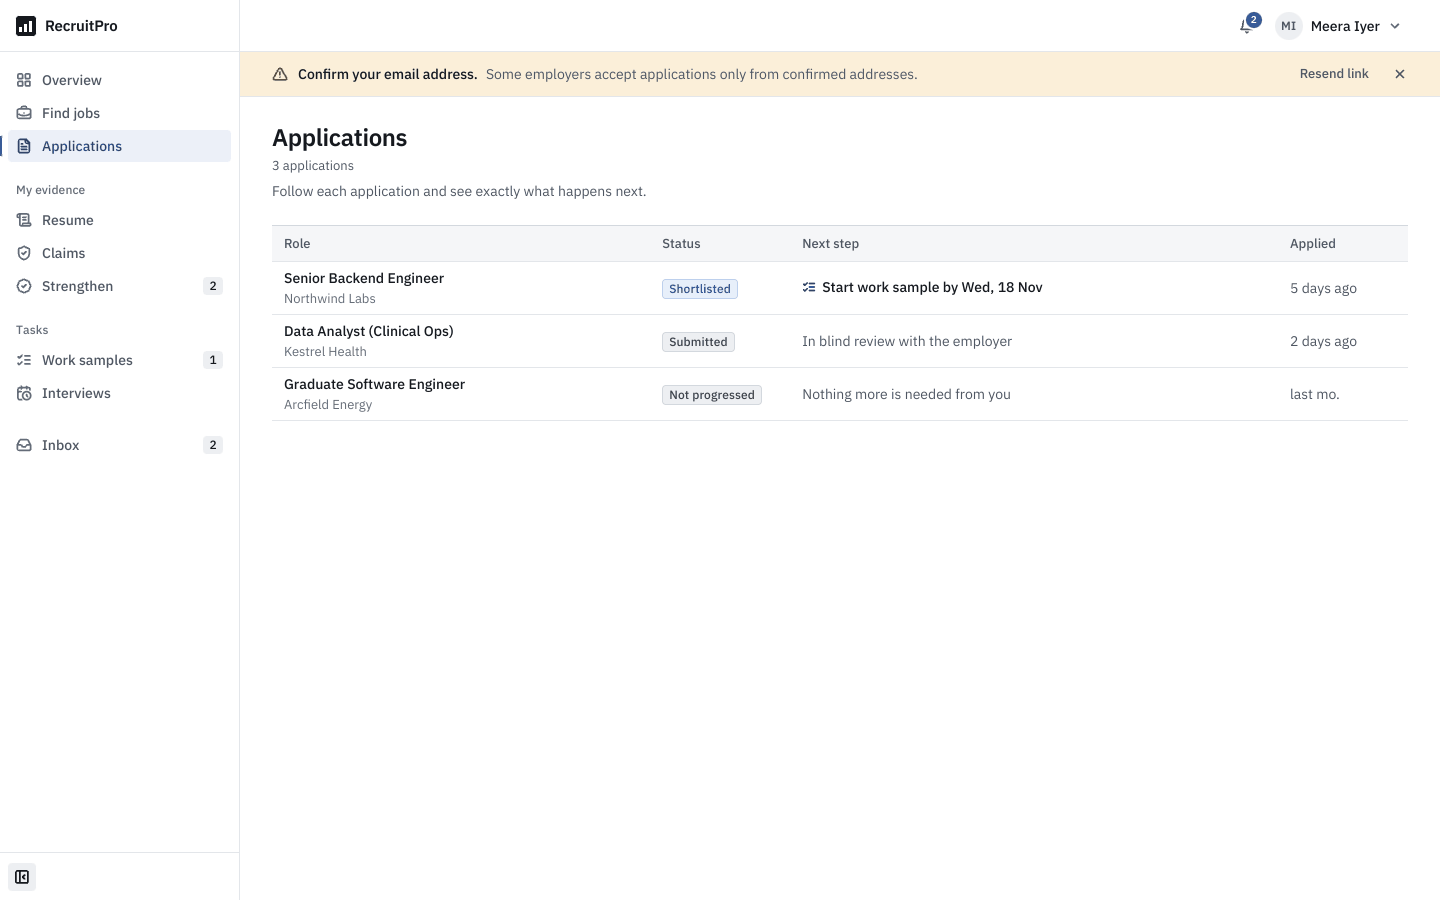 RecruitPro
2
MI
Meera Iyer
Overview
Find jobs
Applications
My evidence
Resume
Claims
Strengthen 2
Tasks
Work samples 1
Interviews
Inbox 2
Confirm your email address. Some employers accept applications only from confirmed addresses.
Resend link
Applications
3 applications
Follow each application and see exactly what happens next.
Role Status Next step Applied
Senior Backend Engineer
Northwind Labs
Shortlisted
Start work sample by Wed, 18 Nov
5 days ago
Data Analyst (Clinical Ops)
Kestrel Health
Submitted
In blind review with the employer
2 days ago
Graduate Software Engineer
Arcfield Energy
Not progressed
Nothing more is needed from you
last mo.